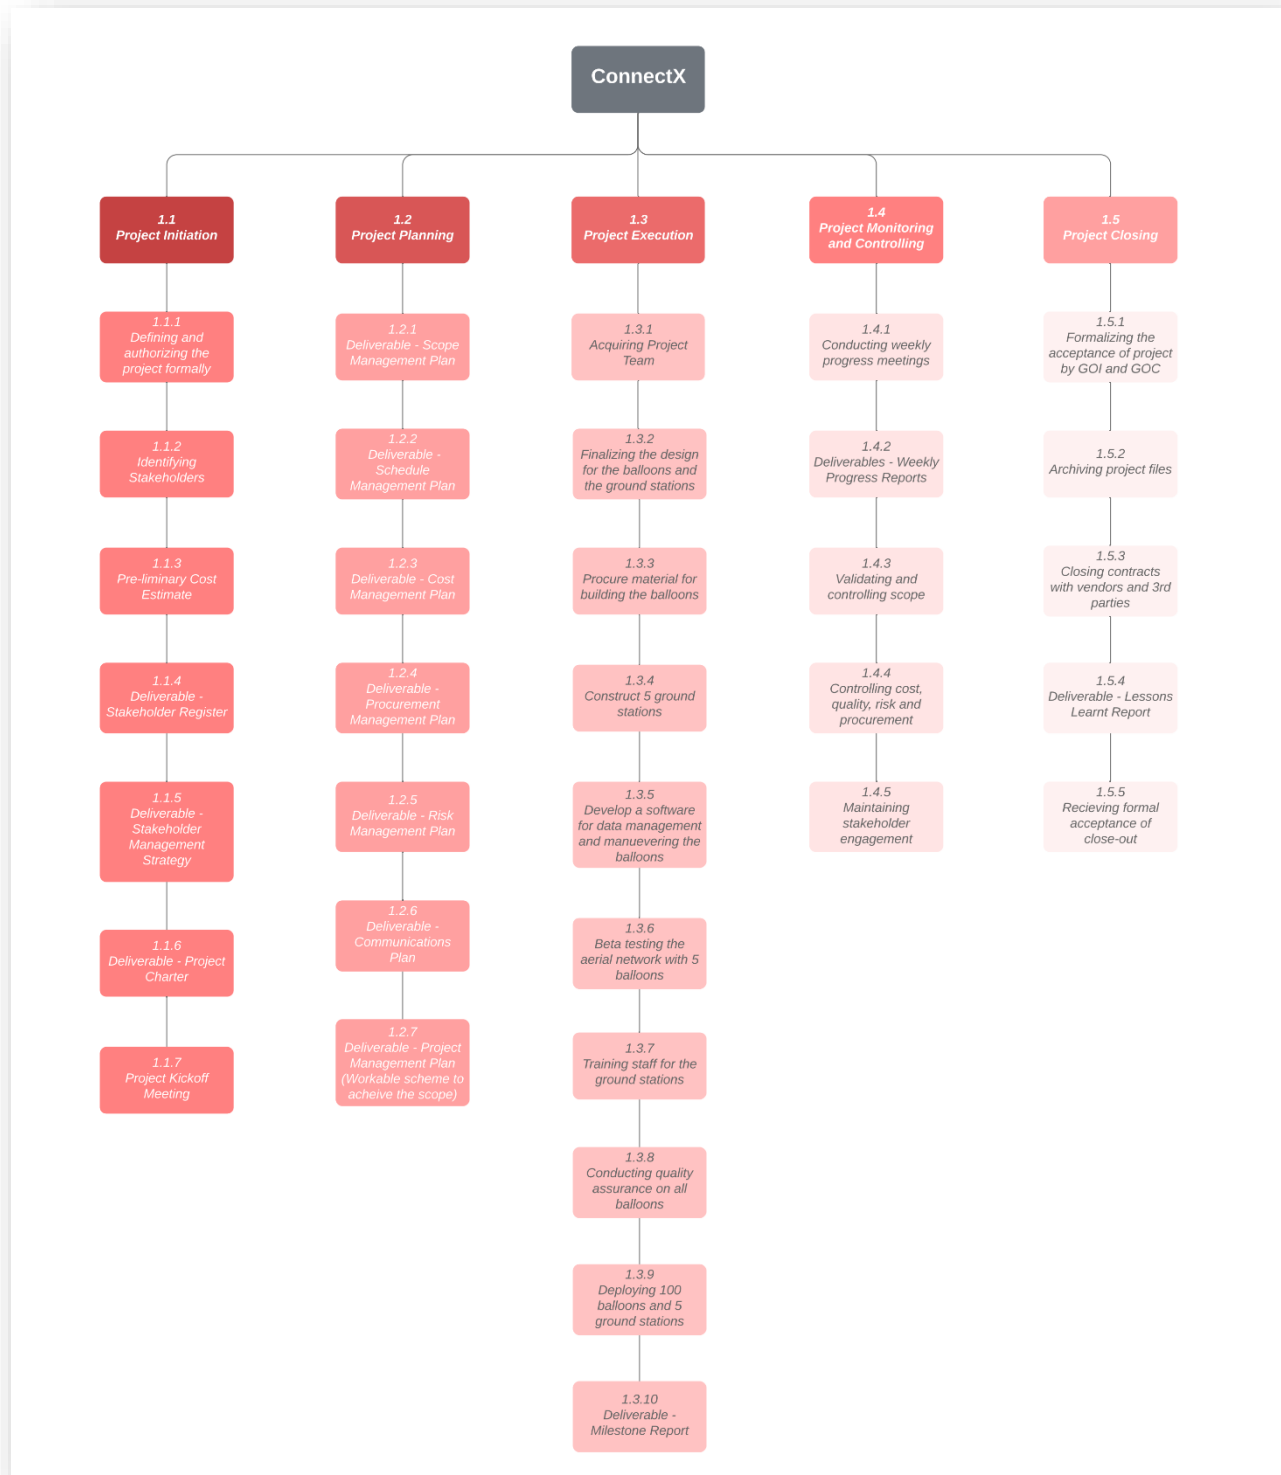 ConnectX
1.1
Project Initiation
1.1.1
Defining and
authorizing the
project formally
1.1.2
Identifying
Stakeholders
1.1.3
Pre-liminary Cost
Estimate
1.1.4
Deliverable -
Stakeholder Register
1.1.5
Deliverable -
Stakeholder
Management
Strategy
1.1.6
Deliverable - Project
Charter
1.1.7
Project Kickoff
Meeting
1.2
Project Planning
1.2.1
Deliverable - Scope
Management Plan
1.2.2
Deliverable -
Schedule
Management Plan
1.2.3
Deliverable - Cost
Management Plan
1.2.4
Deliverable -
Procurement
Management Plan
1.2.5
Deliverable - Risk
Management Plan
1.2.6
Deliverable -
Communications
Plan
1.2.7
Deliverable - Project
Management Plan
(Workable scheme to
acheive the scope)
1.3
Project Execution
1.3.1
Acquiring Project
Team
1.3.2
Finalizing the design
for the balloons and
the ground stations
1.3.3
Procure material for
building the balloons
1.3.4
Construct 5 ground
stations
1.3.5
Develop a software
for data management
and manuevering the
balloons
1.3.6
Beta testing the
aerial network with 5
balloons
1.3.7
Training staff for the
ground stations
1.3.8
Conducting quality
assurance on all
balloons
1.3.9
Deploying 100
balloons and 5
ground stations
1.3.10
Deliverable -
Milestone Report
1.4
Project Monitoring
and Controlling
1.4.1
Conducting weekly
progress meetings
1.4.2
Deliverables - Weekly
Progress Reports
1.4.3
Validating and
controlling scope
1.4.4
Controlling cost,
quality, risk and
procurement
1.4.5
Maintaining
stakeholder
engagement
1.5
Project Closing
1.5.1
Formalizing the
acceptance of project
by GOI and GOC
1.5.2
Archiving project files
1.5.3
Closing contracts
with vendors and 3rd
parties
1.5.4
Deliverable - Lessons
Learnt Report
1.5.5
Recieving formal
acceptance of
close-out